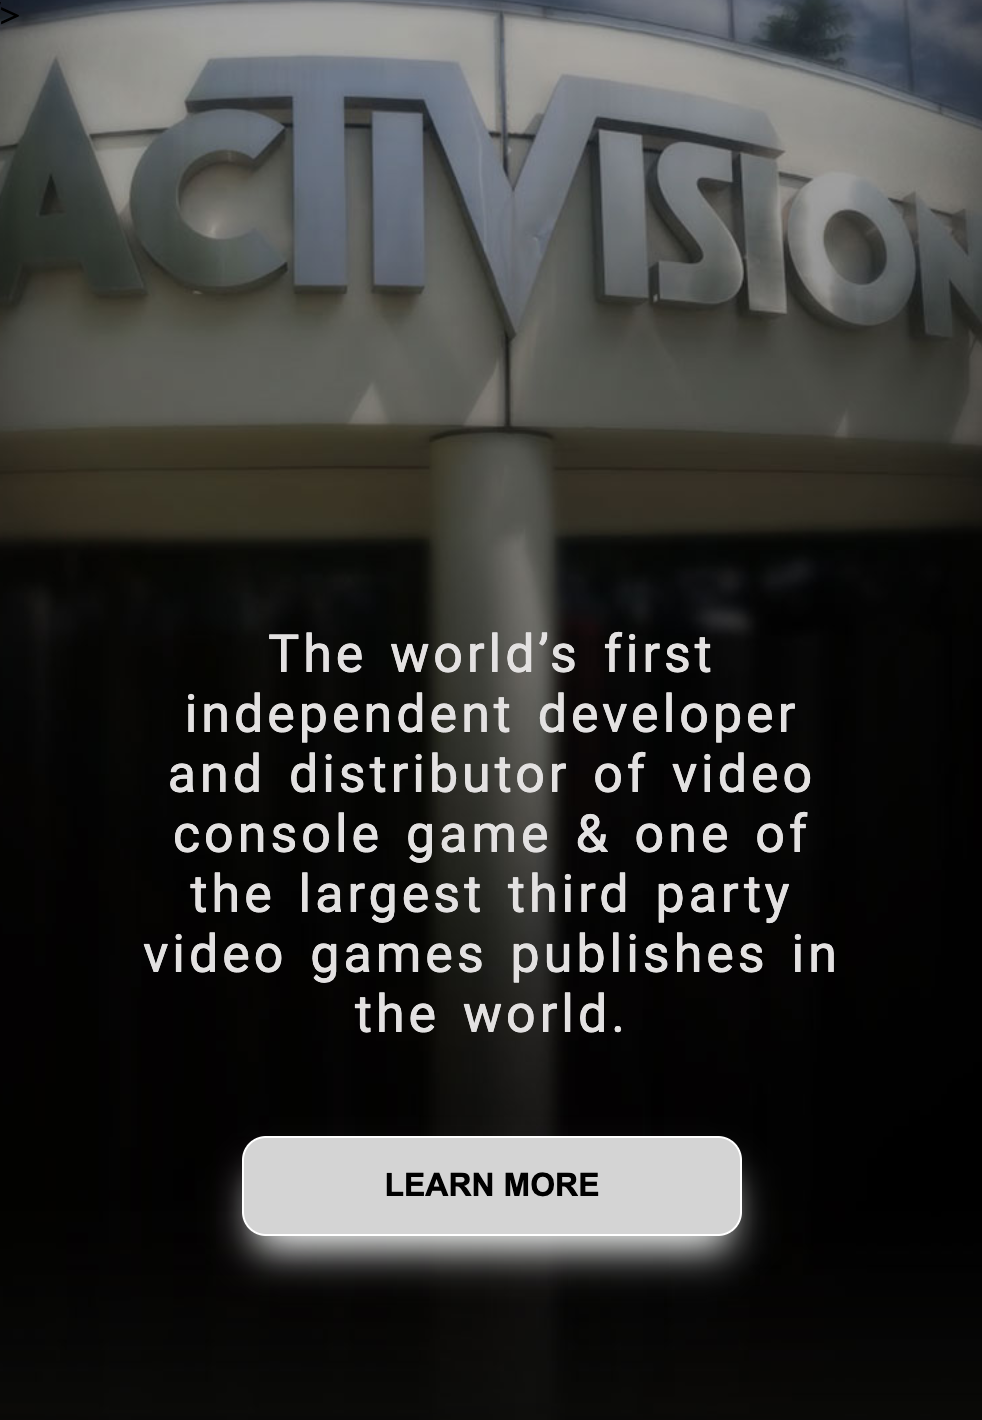 >
ACTIVISION
The world’s first
independent developer
and distributor of video
console game & one of
the largest third party
video games publishes in
the world.
LEARN MORE